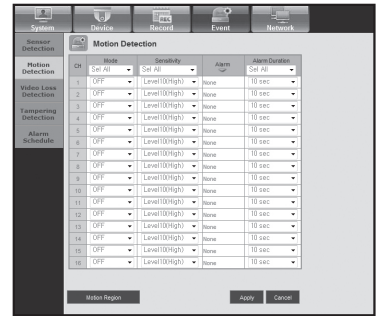 System Device Record Event Network
Sensor Detection
Motion Detection
Video Loss Detection
Tampering Detection
Alarm Schedule
Motion Detection
CH Mode Sensitivity Alarm Alarm Duration
Sel All Sel All Sel All
1 OFF Level10(High) None 10 sec
2 OFF Level10(High) None 10 sec
3 OFF Level10(High) None 10 sec
4 OFF Level10(High) None 10 sec
5 OFF Level10(High) None 10 sec
6 OFF Level10(High) None 10 sec
7 OFF Level10(High) None 10 sec
8 OFF Level10(High) None 10 sec
9 OFF Level10(High) None 10 sec
10 OFF Level10(High) None 10 sec
11 OFF Level10(High) None 10 sec
12 OFF Level10(High) None 10 sec
13 OFF Level10(High) None 10 sec
14 OFF Level10(High) None 10 sec
15 OFF Level10(High) None 10 sec
16 OFF Level10(High) None 10 sec
Motion Region Apply Cancel